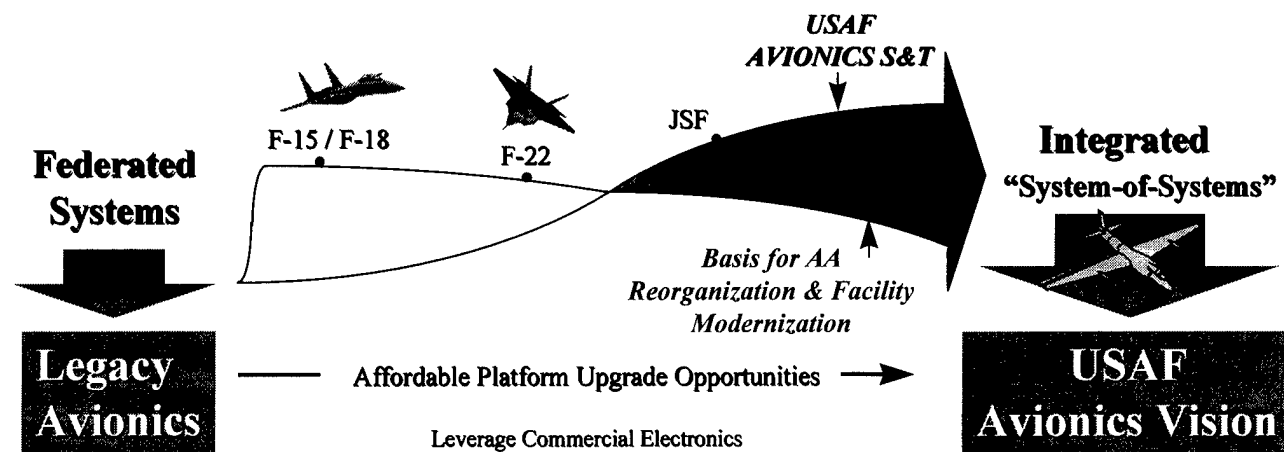 USAF
AVIONICS S&T
JSF
F-15 / F-18
F-22
Federated
Systems
Integrated
“System-of-Systems”
Basis for AA
Reorganization & Facility
Modernization
Legacy
Avionics
Affordable Platform Upgrade Opportunities
Leverage Commercial Electronics
USAF
Avionics Vision